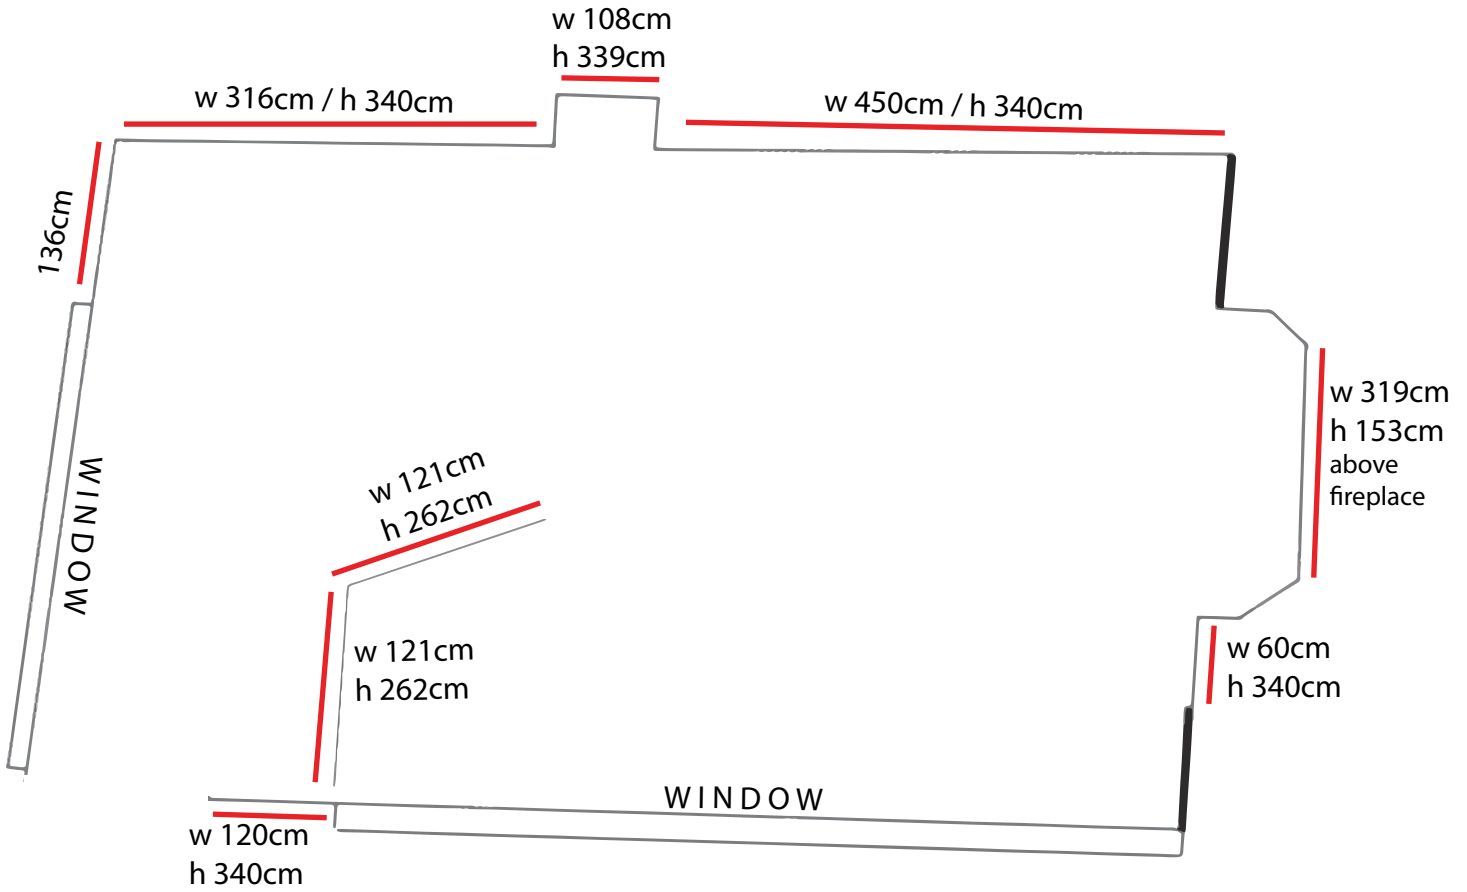 w 108cm
h 339cm
w 316cm / h 340cm
w 450cm / h 340cm
136cm
w 319cm
h 153cm
above
fireplace
WINDOW
w 121cm
h 262cm
w 121cm
h 262cm
w 60cm
h 340cm
WINDOW
w 120cm
h 340cm